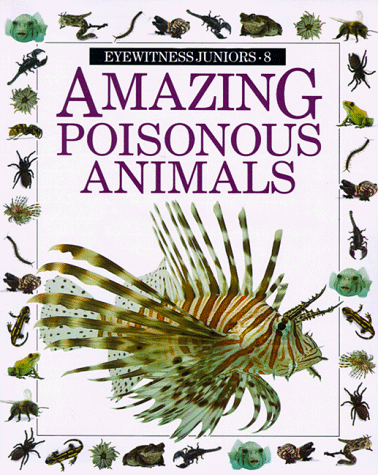 EYEWITNESS JUNIORS · 8
AMAZING
POISONOUS
ANIMALS